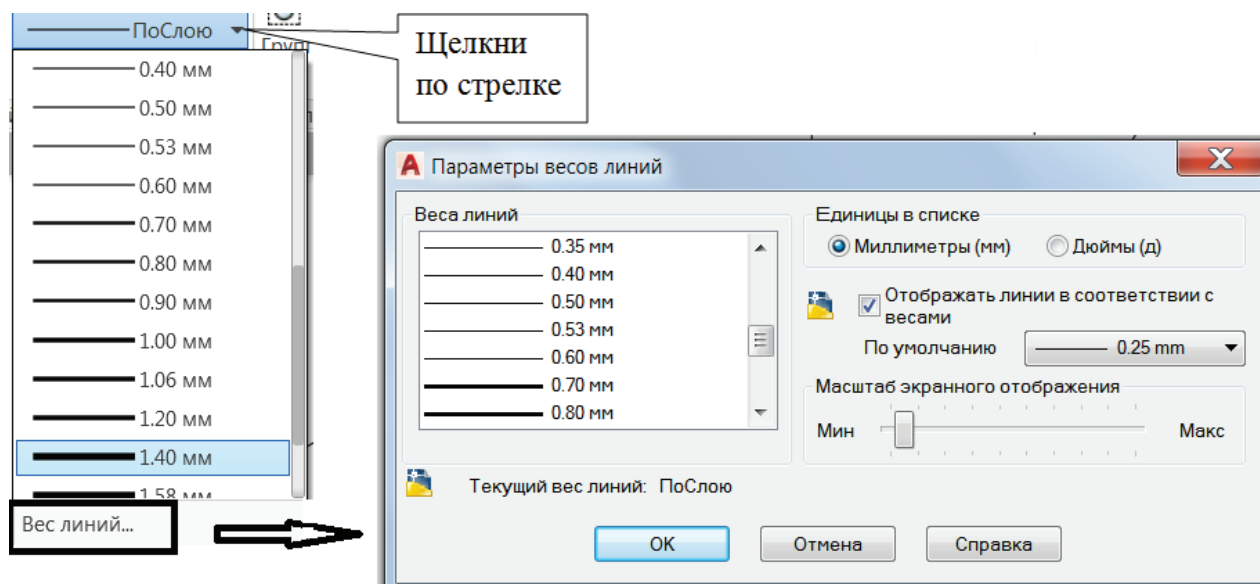 ПоСлою
Щелкни
по стрелке
0.40 мм
0.50 мм
0.53 мм
0.60 мм
0.70 мм
0.80 мм
0.90 мм
1.00 мм
1.06 мм
1.20 мм
1.40 мм
1.58 мм
Вес линий...
Параметры весов линий
Веса линий
0.35 мм
0.40 мм
0.50 мм
0.53 мм
0.60 мм
0.70 мм
0.80 мм
Единицы в списке
Миллиметры (мм) Дюймы (д)
Отображать линии в соответствии с
весами
По умолчанию 0.25 mm
Масштаб экранного отображения
Мин Макс
Текущий вес линий: ПоСлою
OK Отмена Справка